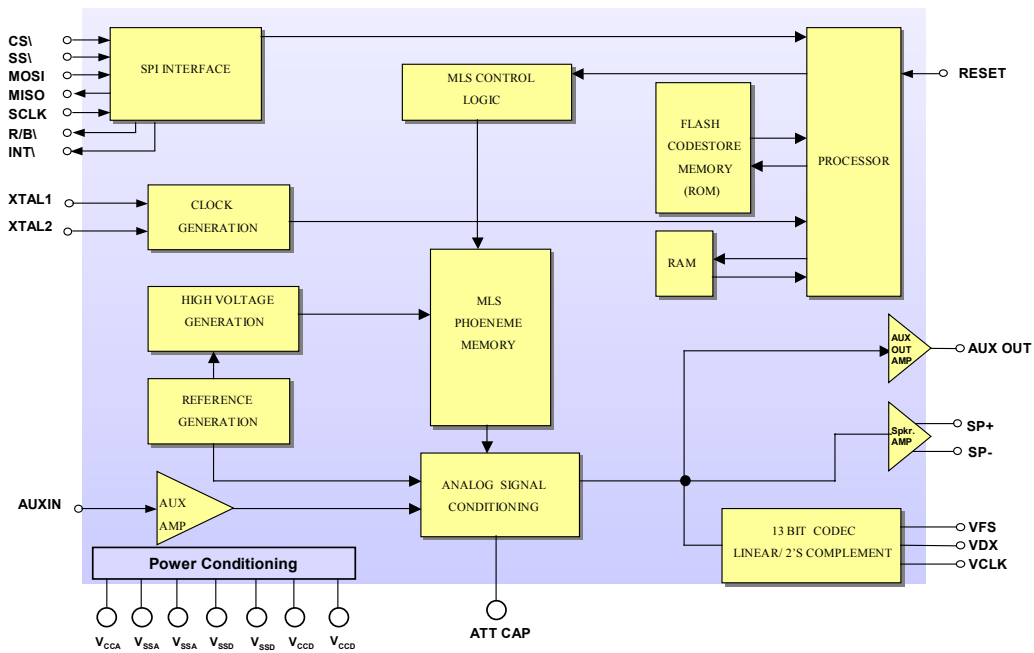 CS\
SS\
MOSI
MISO
SCLK
R/B\
INT\
SPI INTERFACE
MLS CONTROL
LOGIC
FLASH
CODESTORE
MEMORY
(ROM)
PROCESSOR
RESET
XTAL1
XTAL2
CLOCK
GENERATION
RAM
HIGH VOLTAGE
GENERATION
MLS
PHOENEME
MEMORY
AUX
OUT
AMP
AUX OUT
REFERENCE
GENERATION
Spkr.
AMP
SP+
SP-
AUXIN
AUX
AMP
ANALOG SIGNAL
CONDITIONING
13 BIT CODEC
LINEAR/ 2'S COMPLEMENT
VFS
VDX
VCLK
Power Conditioning
VCCA VSSA VSSA VSSD VSSD VCCD VCCD
ATT CAP